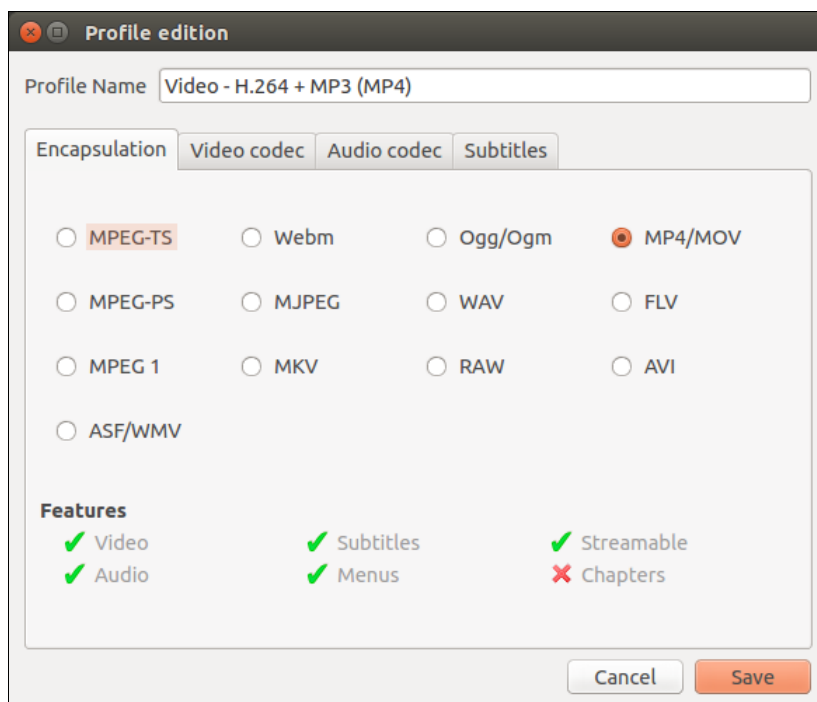 Profile edition
Profile Name Video - H.264 + MP3 (MP4)
Encapsulation Video codec Audio codec Subtitles
MPEG-TS Webm Ogg/Ogm MP4/MOV
MPEG-PS MJPEG WAV FLV
MPEG 1 MKV RAW AVI
ASF/WMV
Features
Video Subtitles Streamable
Audio Menus Chapters
Cancel Save